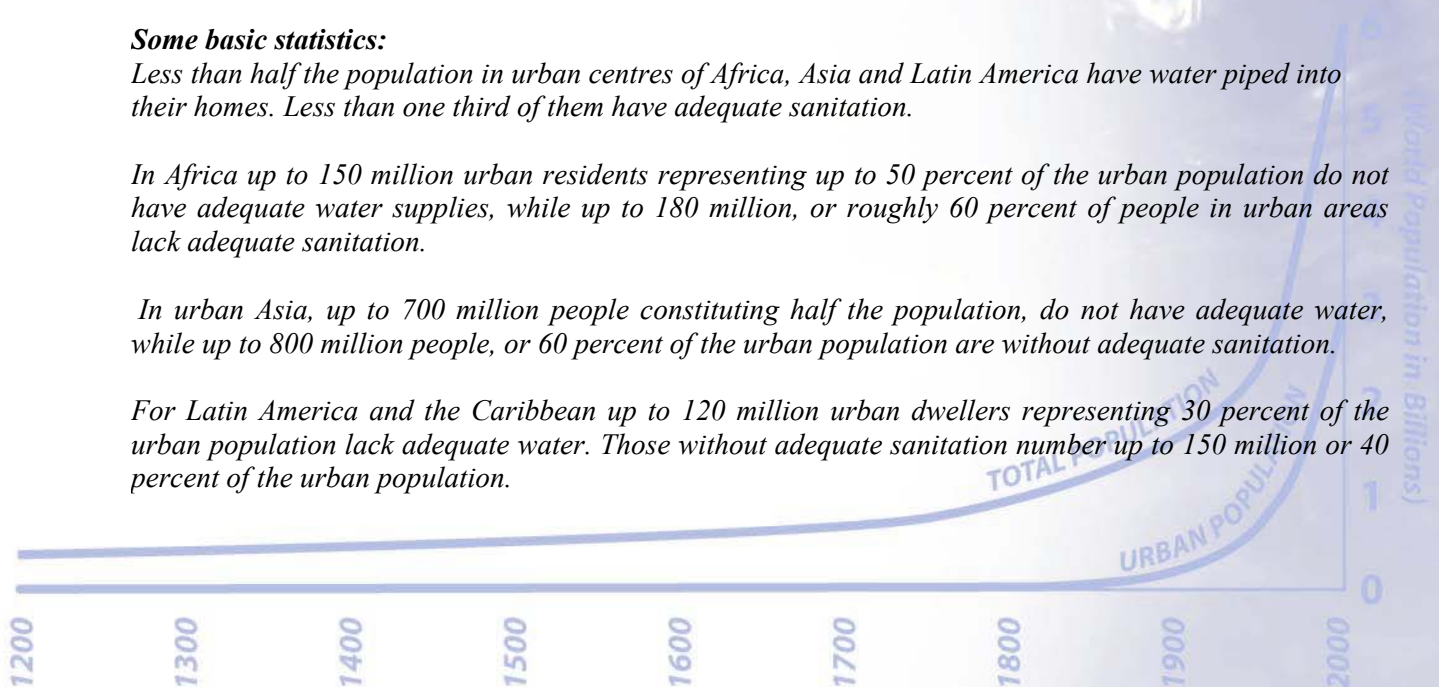 Some basic statistics:
Less than half the population in urban centres of Africa, Asia and Latin America have water piped into
their homes. Less than one third of them have adequate sanitation.
In Africa up to 150 million urban residents representing up to 50 percent of the urban population do not
have adequate water supplies, while up to 180 million, or roughly 60 percent of people in urban areas
lack adequate sanitation.
In urban Asia, up to 700 million people constituting half the population, do not have adequate water,
while up to 800 million people, or 60 percent of the urban population are without adequate sanitation.
For Latin America and the Caribbean up to 120 million urban dwellers representing 30 percent of the
urban population lack adequate water. Those without adequate sanitation number up to 150 million or 40
percent of the urban population.
TOTAL POPULATION
URBAN POPULATION
(World Population in Billions)
6
5
4
3
2
1
0
1200
1300
1400
1500
1600
1700
1800
1900
2000